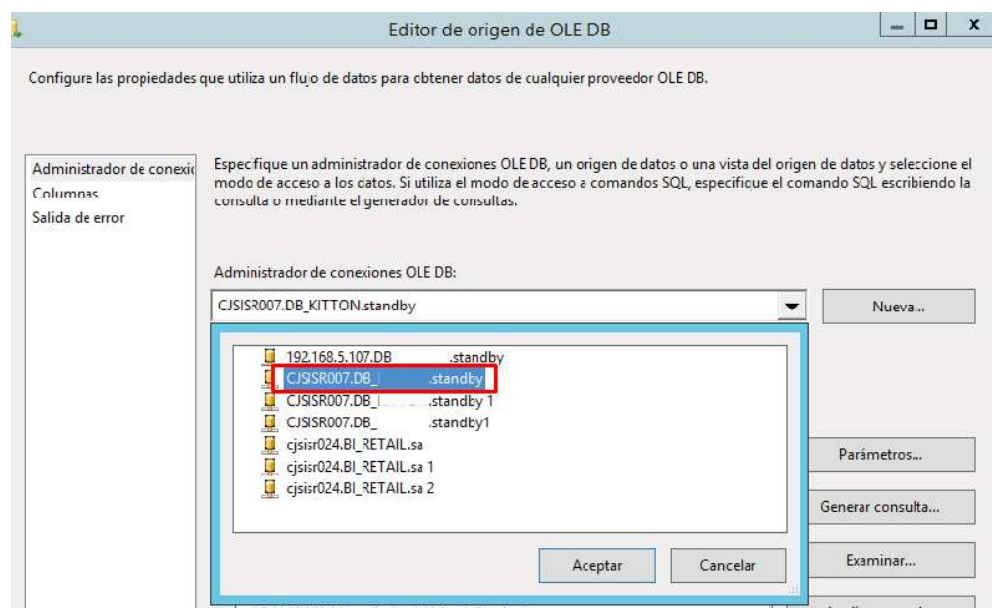 Editor de origen de OLE DB
Configure las propiedades que utiliza un flujo de datos para obtener datos de cualquier proveedor OLE DB.
Administrador de conexic
Columnas
Salida de error
Especifique un administrador de conexiones OLE DB, un origen de datos o una vista del origen de datos y seleccione el
modo de acceso a los datos. Si utiliza el modo de acceso a comandos SQL, especifique el comando SQL escribiendo la
consulta o mediante el generador de consultas.
Administrador de conexiones OLE DB:
CJSISR007.DB_KITTON.standby
Nueva...
192.168.5.107.DB .standby
CJSISR007.DB_ .standby
CJSISR007.DB_ .standby 1
CJSISR007.DB_ .standby1
cjsisr024.BI_RETAIL.sa
cjsisr024.BI_RETAIL.sa 1
cjsisr024.BI_RETAIL.sa 2
Parámetros...
Generar consulta...
Aceptar
Cancelar
Examinar...